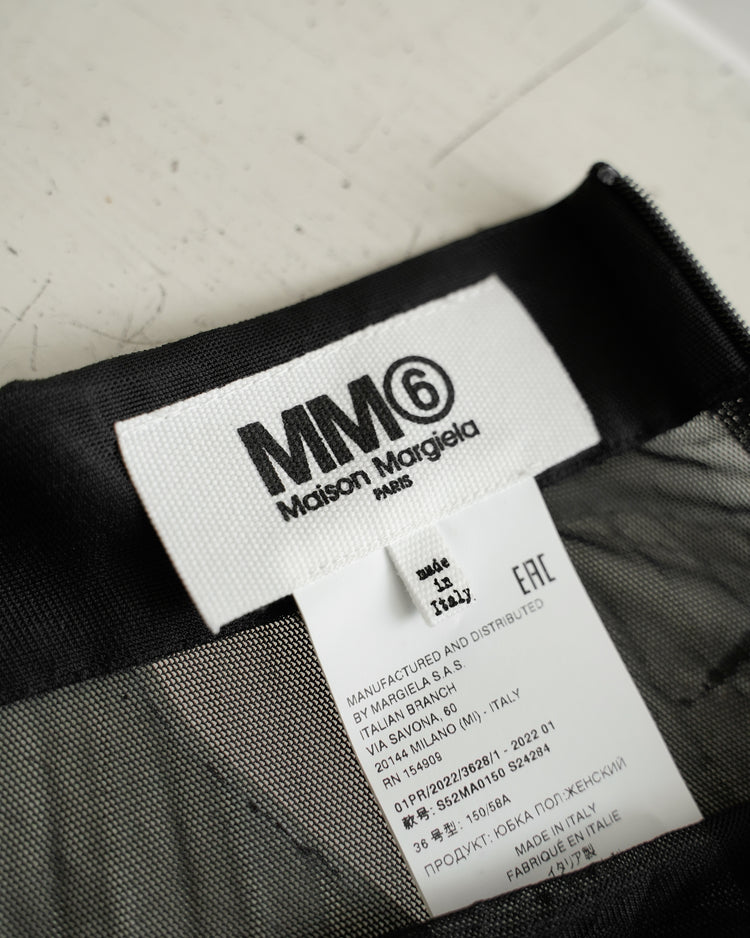 MM⑥
Maison Margiela
PARIS
made
in
Italy
EAC
MANUFACTURED AND DISTRIBUTED
BY MARGIELA S.A.S.
ITALIAN BRANCH
VIA SAVONA, 60
20144 MILANO (MI) - ITALY
RN 154909
01PR/2022/3628/1 - 2022 01
款号: S52MA0150 S24284
36 号型: 150/58A
ПРОДУКТ: ЮБКА ПОЛ:ЖЕНСКИЙ
MADE IN ITALY
FABRIQUÉ EN ITALIE
イタリア製